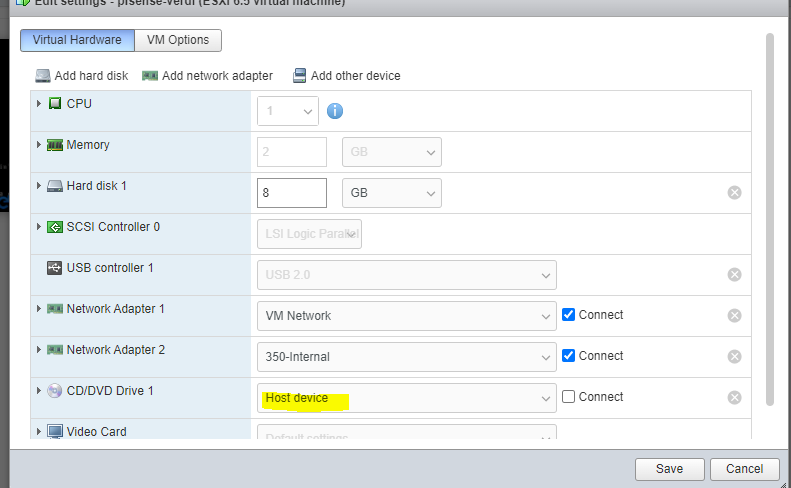 Edit settings - pfsense-verdi (ESXi 6.5 virtual machine)
Virtual Hardware VM Options
Add hard disk Add network adapter Add other device
CPU 1
Memory 2 GB
Hard disk 1 8 GB
SCSI Controller 0 LSI Logic Parallel
USB controller 1 USB 2.0
Network Adapter 1 VM Network Connect
Network Adapter 2 350-Internal Connect
CD/DVD Drive 1 Host device Connect
Video Card Default settings
Save Cancel